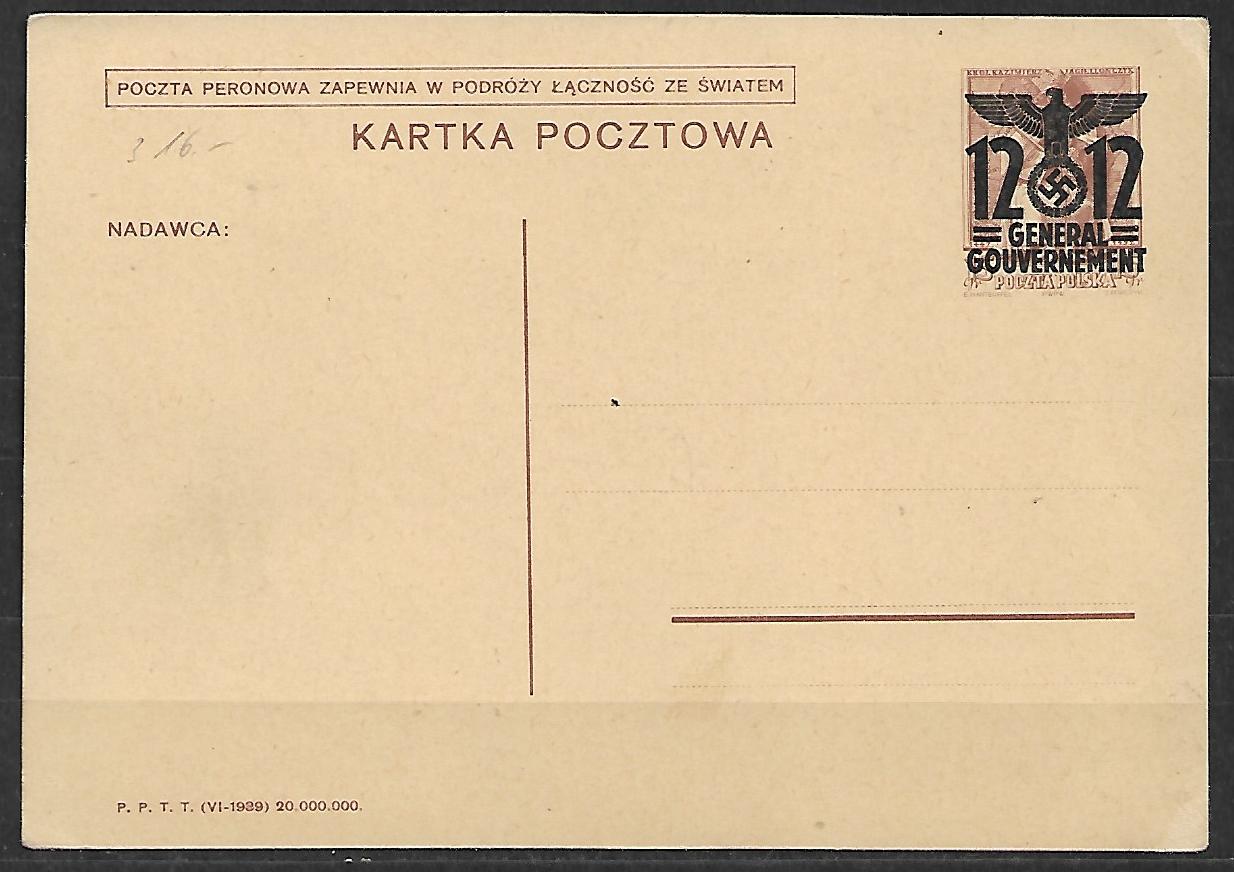 POCZTA PERONOWA ZAPEWNIA W PODRÓŻY ŁĄCZNOŚĆ ZE ŚWIATEM
KARTKA POCZTOWA
3 16.-
NADAWCA:
12 12
GENERAL
GOUVERNEMENT
POCZTA POLSKA
P. P. T. T. (VI-1939) 20.000.000.